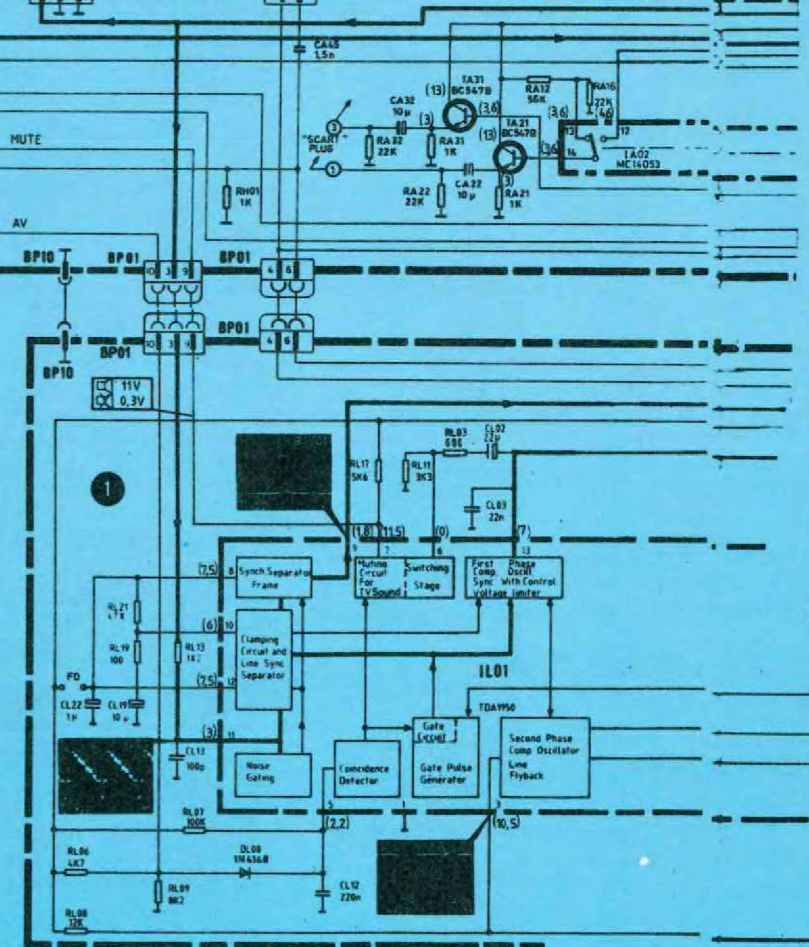 CA45
1,5n
TA31
BC547B
(13)
CA32
10µ
(3)
(3,6)
RA12
56K
RA16
22K
(3,6)
(4,6)
"SCART"
PLUG
3
1
RA32
22K
RA31
1K
TA21
BC547B
(13)
(3,6)
13
12
14
IA02
MC14053
MUTE
RH01
1K
RA22
22K
CA22
10µ
(3)
RA21
1K
AV
BP10
BP01
10 3 9
BP01
4 6
BP01
10 3 9
BP01
4 6
BP10
11V
0,3V
1
RL17
5K6
RL11
3K3
RL03
680
CL02
22µ
CL03
22n
(1,8)
(11,5)
(0)
(7)
9
7
6
13
(7,5)
8
Synch Separator
Frame
Muting
Circuit
For
TV Sound
Switching
Stage
First Phase
Comp. Oscill.
Sync With Control
Voltage limiter
RL21
47K
(6)
10
RL19
100
RL13
1K2
Clamping
Circuit and
Line Sync
Separator
FD
(7,5)
12
CL22
1µ
CL19
10µ
IL01
TDA1950
(3)
11
CL13
100p
Noise
Gating
Coincidence
Detector
Gate
Circuit
Gate Pulse
Generator
Second Phase
Comp Oscillator
Line
Flyback
5
1
3
(2,2)
(10,5)
RL07
100K
RL06
4K7
DL08
1N4148
RL09
8K2
CL12
220n
RL08
12K